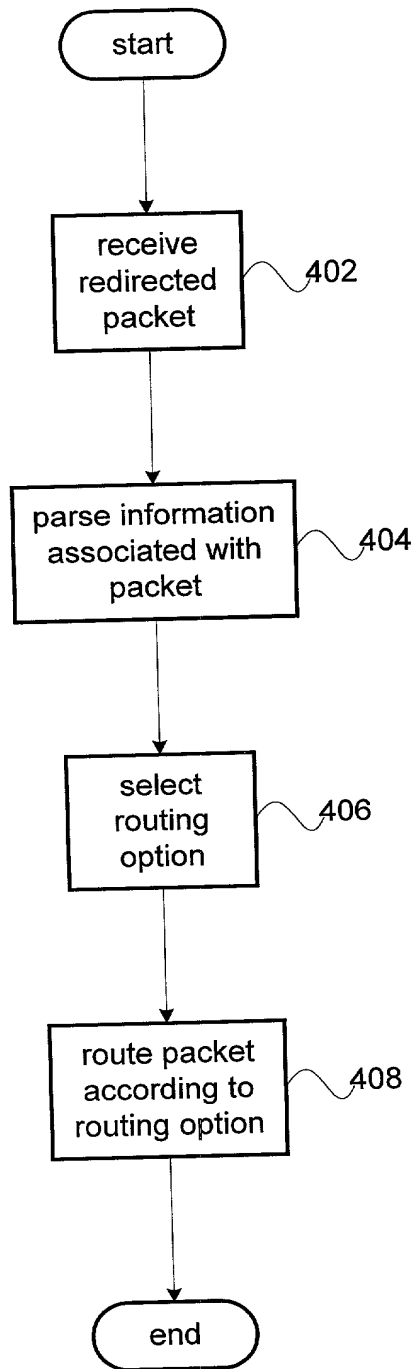 start
receive
redirected
packet
402
parse information
associated with
packet
404
select
routing
option
406
route packet
according to
routing option
408
end